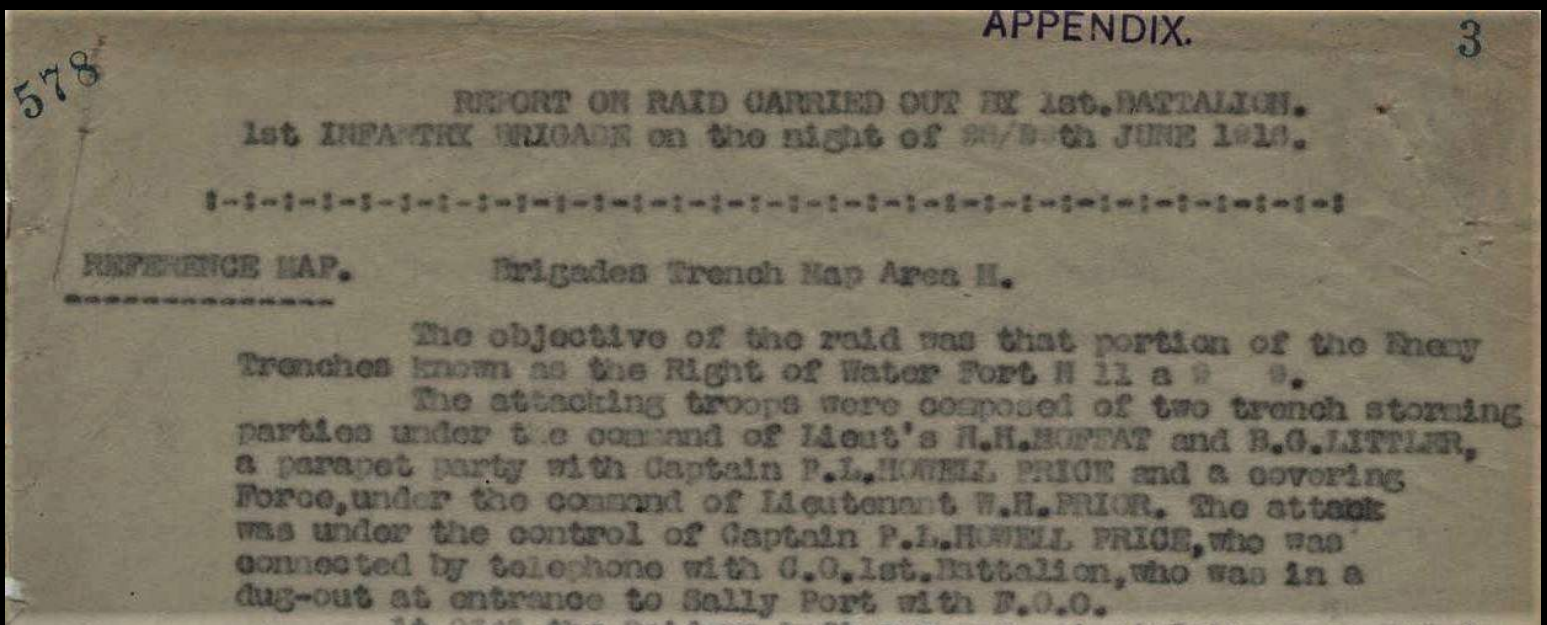 APPENDIX.
3
578
REPORT ON RAID CARRIED OUT BY 1st.BATTALION.
1st INFANTRY BRIGADE on the night of JUNE 1916.
:-:-:-:-:-:-:-:-:-:-:-:-:-:-:-:-:-:-:-:-:-:-:-:-:-:-:-:-:-:
REFERENCE MAP. Brigades Trench Map Area H.
The objective of the raid was that portion of the Enemy
Trenches known as the Right of Water Fort N 11 a
The attacking troops were composed of two trench storming
parties under the command of Lieut's H.H.MOFFAT and B.G.LITTLER,
a parapet party with Captain P.L.HOWELL PRICE and a covering
Force,under the command of Lieutenant W.H.PRIOR. The attack
was under the control of Captain P.L.HOWELL PRICE,who was
connected by telephone with C.O.1st.Battalion,who was in a
dug-out at entrance to Sally Port with F.O.O.